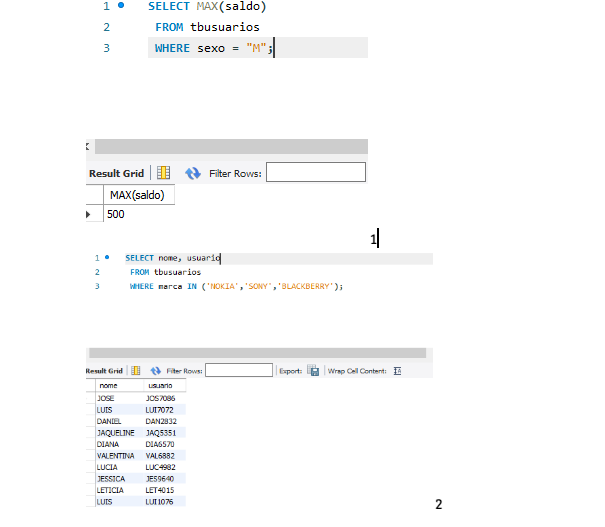 1 SELECT MAX(saldo)
2 FROM tbusuarios
3 WHERE sexo = "M";
Result Grid Filter Rows:
MAX(saldo)
500
1
1 SELECT nome, usuario
2 FROM tbusuarios
3 WHERE marca IN ('NOKIA','SONY','BLACKBERRY');
Result Grid Filter Rows: Export: Wrap Cell Content:
nome usuario
JOSE JOS7086
LUIS LUI7072
DANIEL DAN2832
JAQUELINE JAQ5351
DIANA DIA6570
VALENTINA VAL6882
LUCIA LUC4982
JESSICA JES9640
LETICIA LET4015
LUIS LUI1076
2